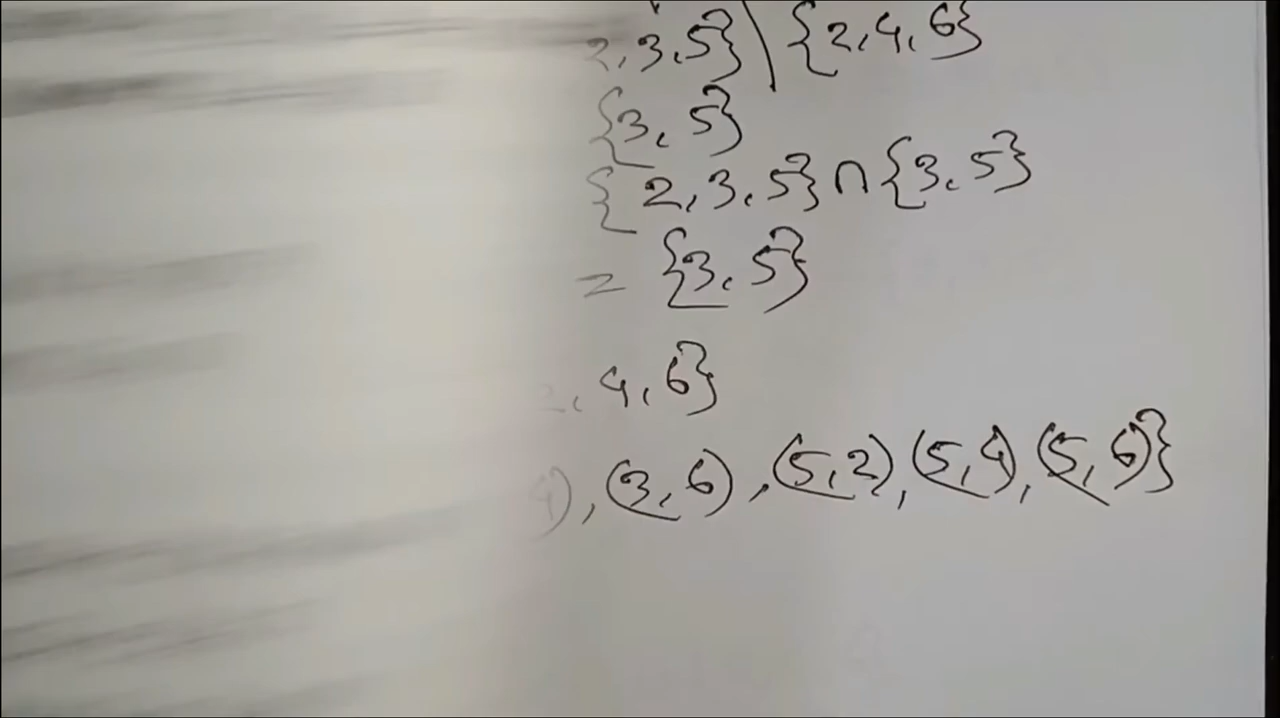 2,3,5} \ {2,4,6}
{3,5}
{2,3,5} ∩ {3,5}
= {3,5}
,4,6}
),(3,6),(5,2),(5,4),(5,6)}